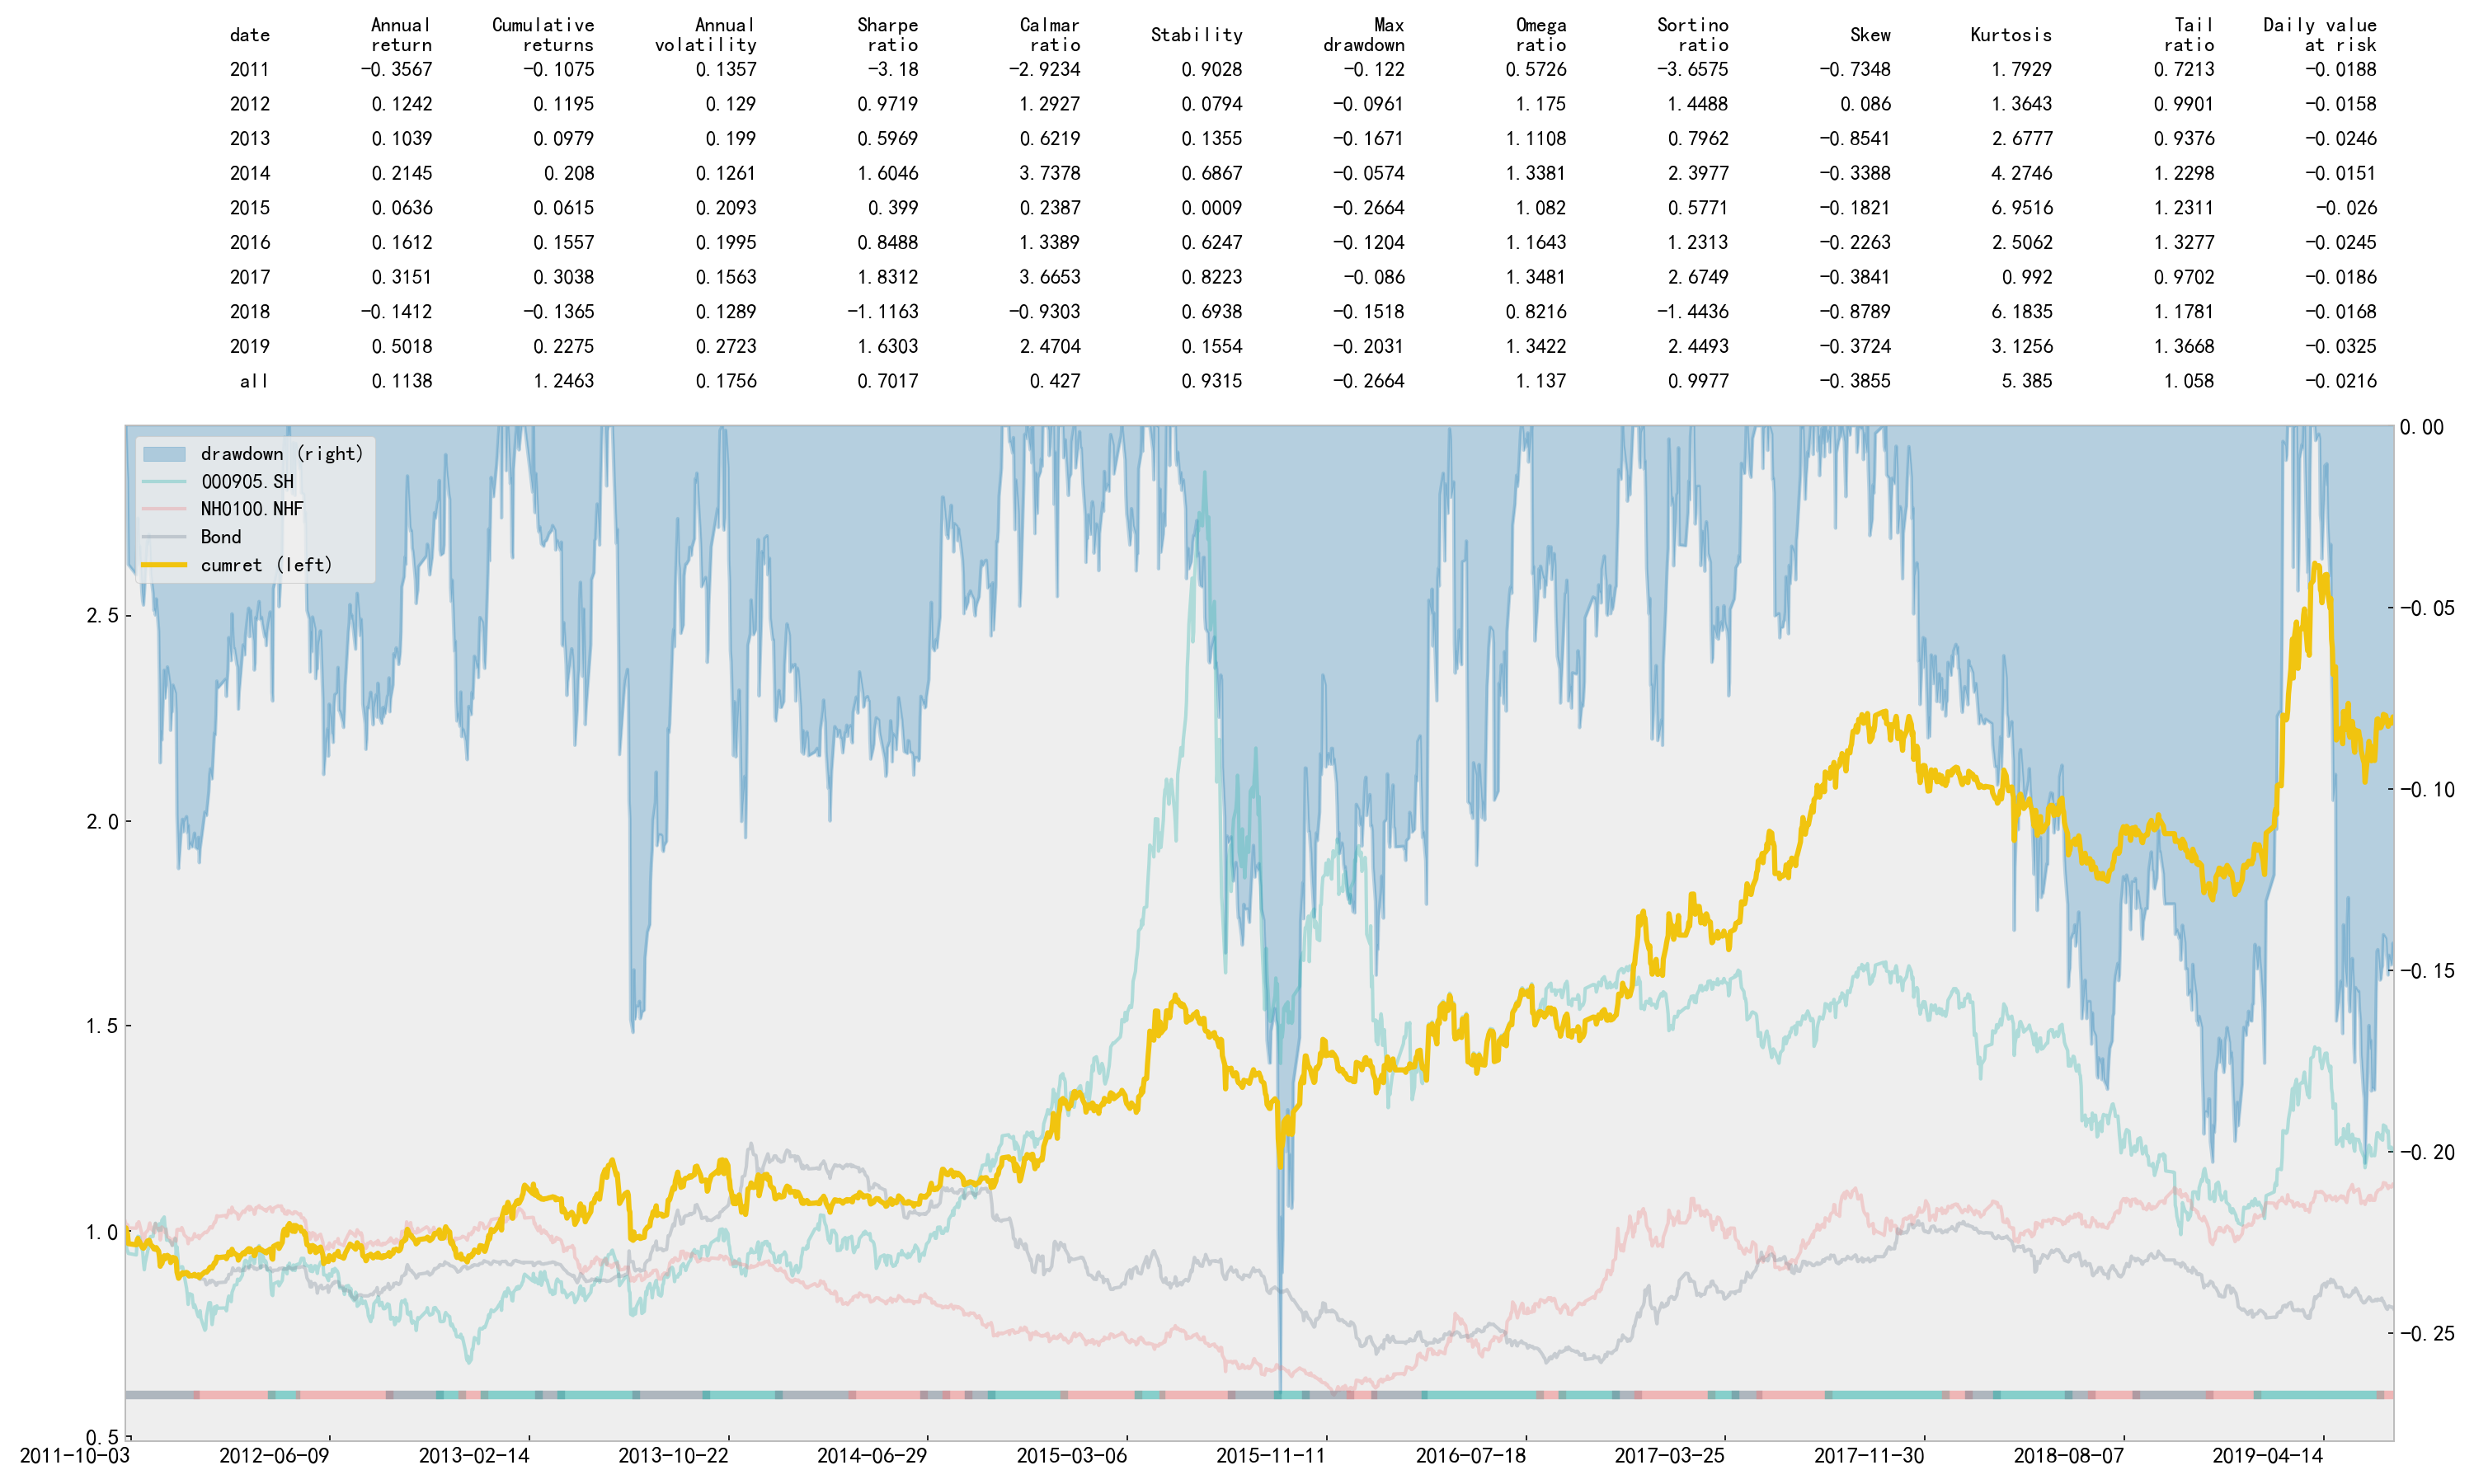 date Annual return Cumulative returns Annual volatility Sharpe ratio Calmar ratio Stability Max drawdown Omega ratio Sortino ratio Skew Kurtosis Tail ratio Daily value at risk
2011 -0.3567 -0.1075 0.1357 -3.18 -2.9234 0.9028 -0.122 0.5726 -3.6575 -0.7348 1.7929 0.7213 -0.0188
2012 0.1242 0.1195 0.129 0.9719 1.2927 0.0794 -0.0961 1.175 1.4488 0.086 1.3643 0.9901 -0.0158
2013 0.1039 0.0979 0.199 0.5969 0.6219 0.1355 -0.1671 1.1108 0.7962 -0.8541 2.6777 0.9376 -0.0246
2014 0.2145 0.208 0.1261 1.6046 3.7378 0.6867 -0.0574 1.3381 2.3977 -0.3388 4.2746 1.2298 -0.0151
2015 0.0636 0.0615 0.2093 0.399 0.2387 0.0009 -0.2664 1.082 0.5771 -0.1821 6.9516 1.2311 -0.026
2016 0.1612 0.1557 0.1995 0.8488 1.3389 0.6247 -0.1204 1.1643 1.2313 -0.2263 2.5062 1.3277 -0.0245
2017 0.3151 0.3038 0.1563 1.8312 3.6653 0.8223 -0.086 1.3481 2.6749 -0.3841 0.992 0.9702 -0.0186
2018 -0.1412 -0.1365 0.1289 -1.1163 -0.9303 0.6938 -0.1518 0.8216 -1.4436 -0.8789 6.1835 1.1781 -0.0168
2019 0.5018 0.2275 0.2723 1.6303 2.4704 0.1554 -0.2031 1.3422 2.4493 -0.3724 3.1256 1.3668 -0.0325
all 0.1138 1.2463 0.1756 0.7017 0.427 0.9315 -0.2664 1.137 0.9977 -0.3855 5.385 1.058 -0.0216
drawdown (right)
000905.SH
NH0100.NHF
Bond
cumret (left)
2.5
2.0
1.5
1.0
0.5
0.00
-0.05
-0.10
-0.15
-0.20
-0.25
2011-10-03 2012-06-09 2013-02-14 2013-10-22 2014-06-29 2015-03-06 2015-11-11 2016-07-18 2017-03-25 2017-11-30 2018-08-07 2019-04-14